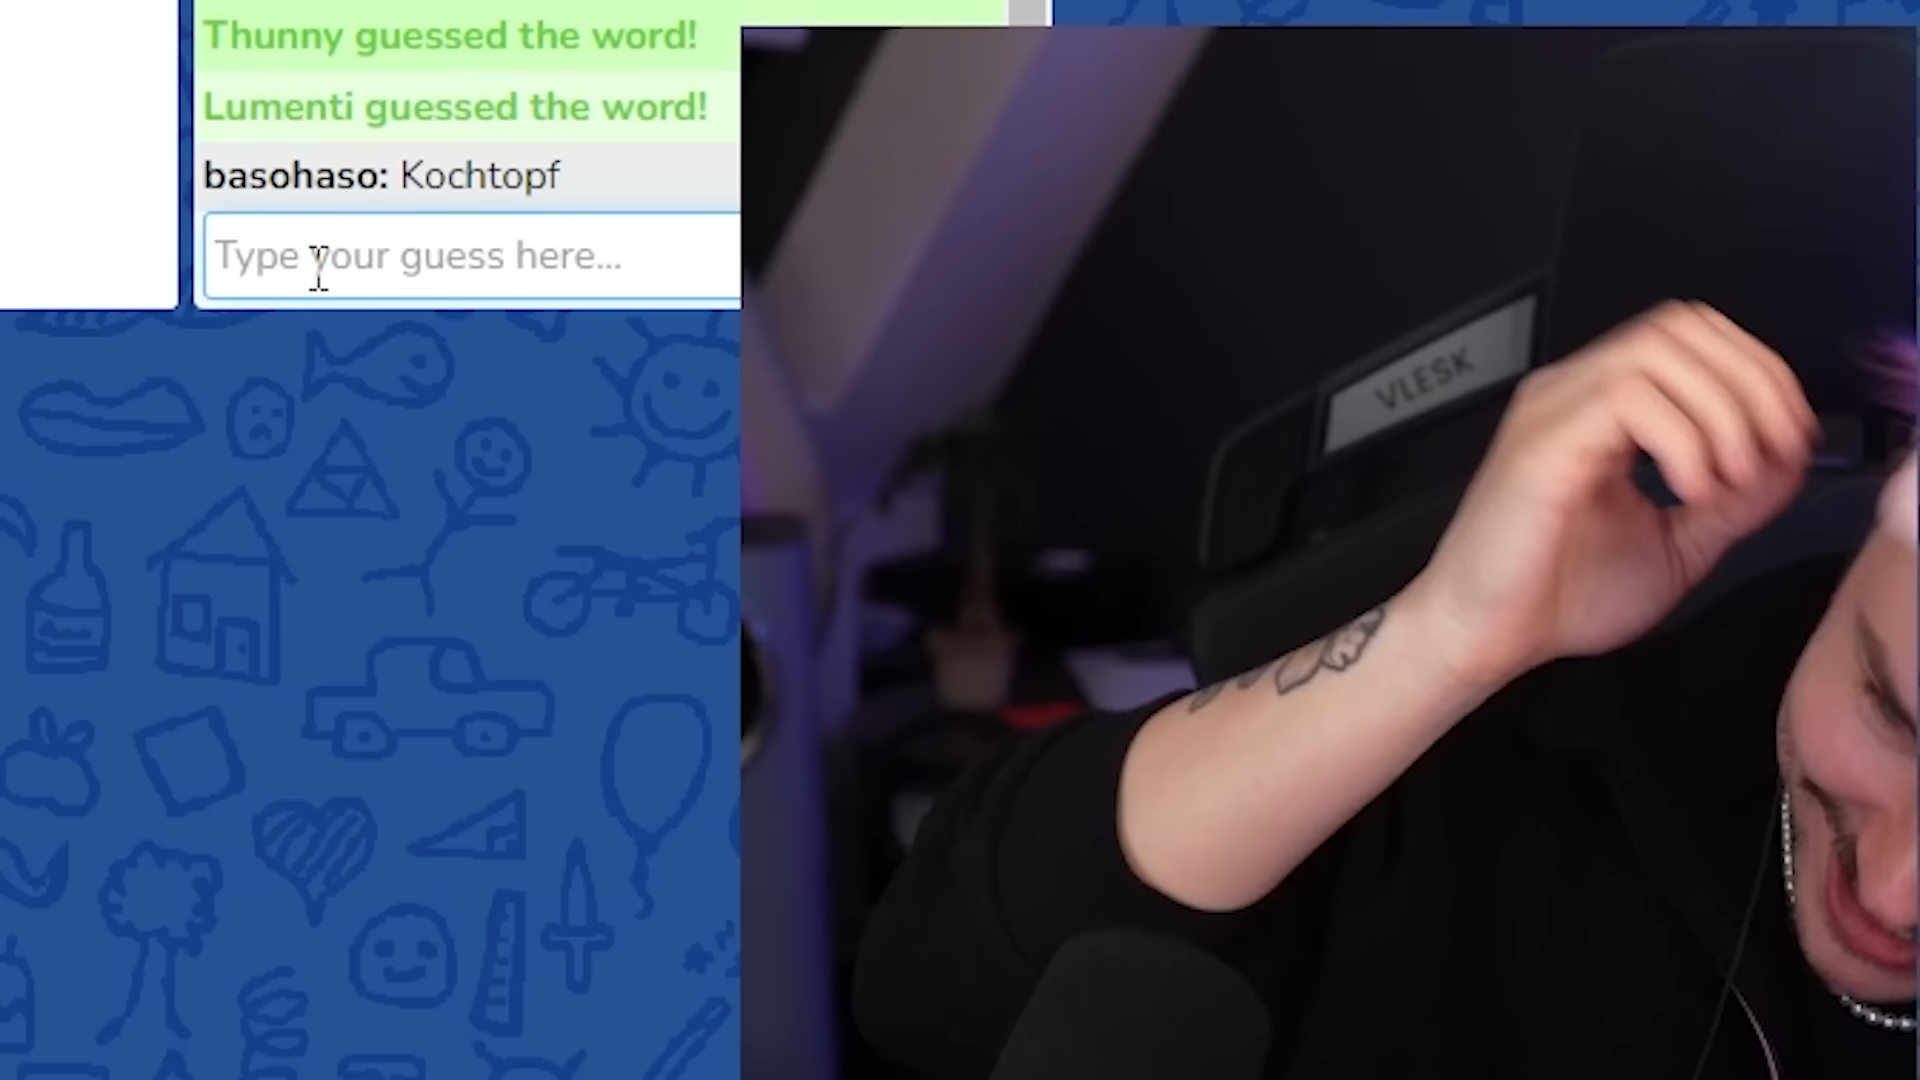 Thunny guessed the word!
Lumenti guessed the word!
basohaso: Kochtopf
Type your guess here...
VLESK